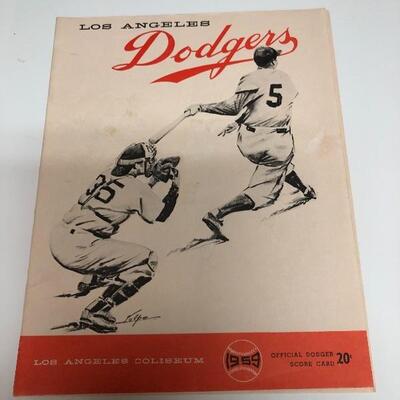 LOS ANGELES
Dodgers
5
35
LOS ANGELES COLISEUM
1959
OFFICIAL DODGER
SCORE CARD 20¢